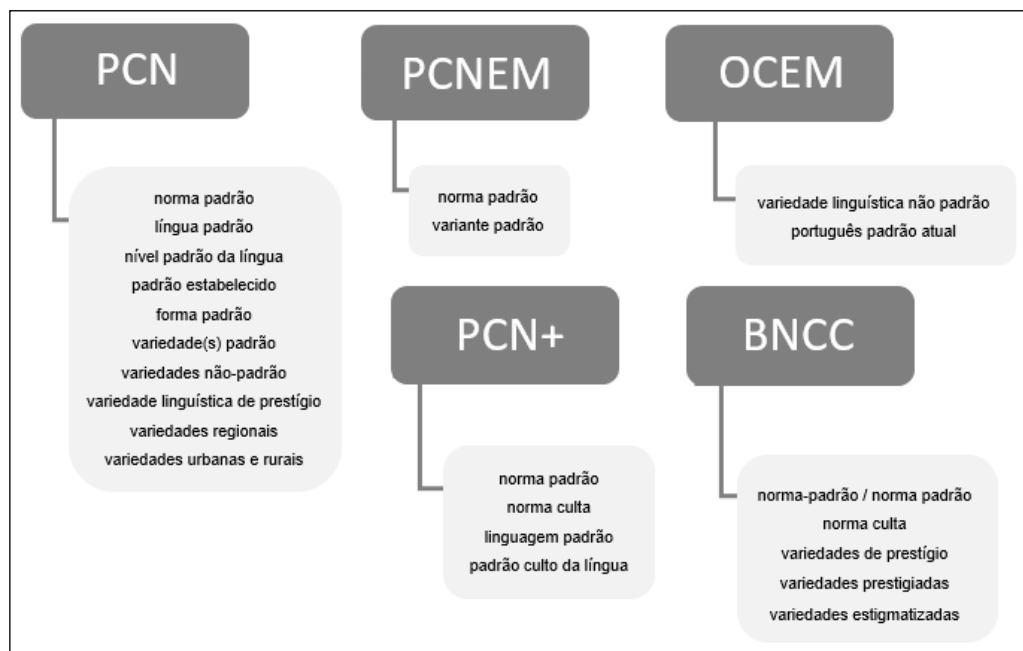 PCN
norma padrão
língua padrão
nível padrão da língua
padrão estabelecido
forma padrão
variedade(s) padrão
variedades não-padrão
variedade linguística de prestígio
variedades regionais
variedades urbanas e rurais
PCNEM
norma padrão
variante padrão
OCEM
variedade linguística não padrão
português padrão atual
PCN+
norma padrão
norma culta
linguagem padrão
padrão culto da língua
BNCC
norma-padrão / norma padrão
norma culta
variedades de prestígio
variedades prestigiadas
variedades estigmatizadas